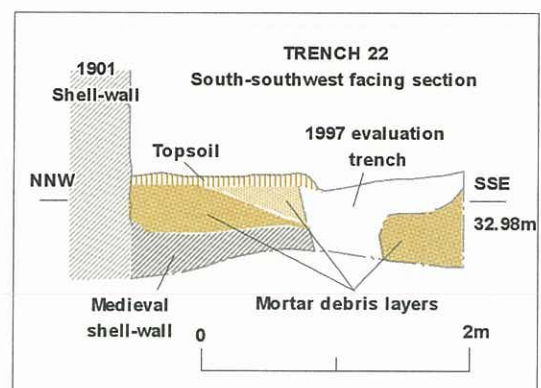 TRENCH 22
South-southwest facing section
1901
Shell-wall
1997 evaluation
trench
Topsoil
NNW
SSE
32.98m
Medieval
shell-wall
Mortar debris layers
0
2m